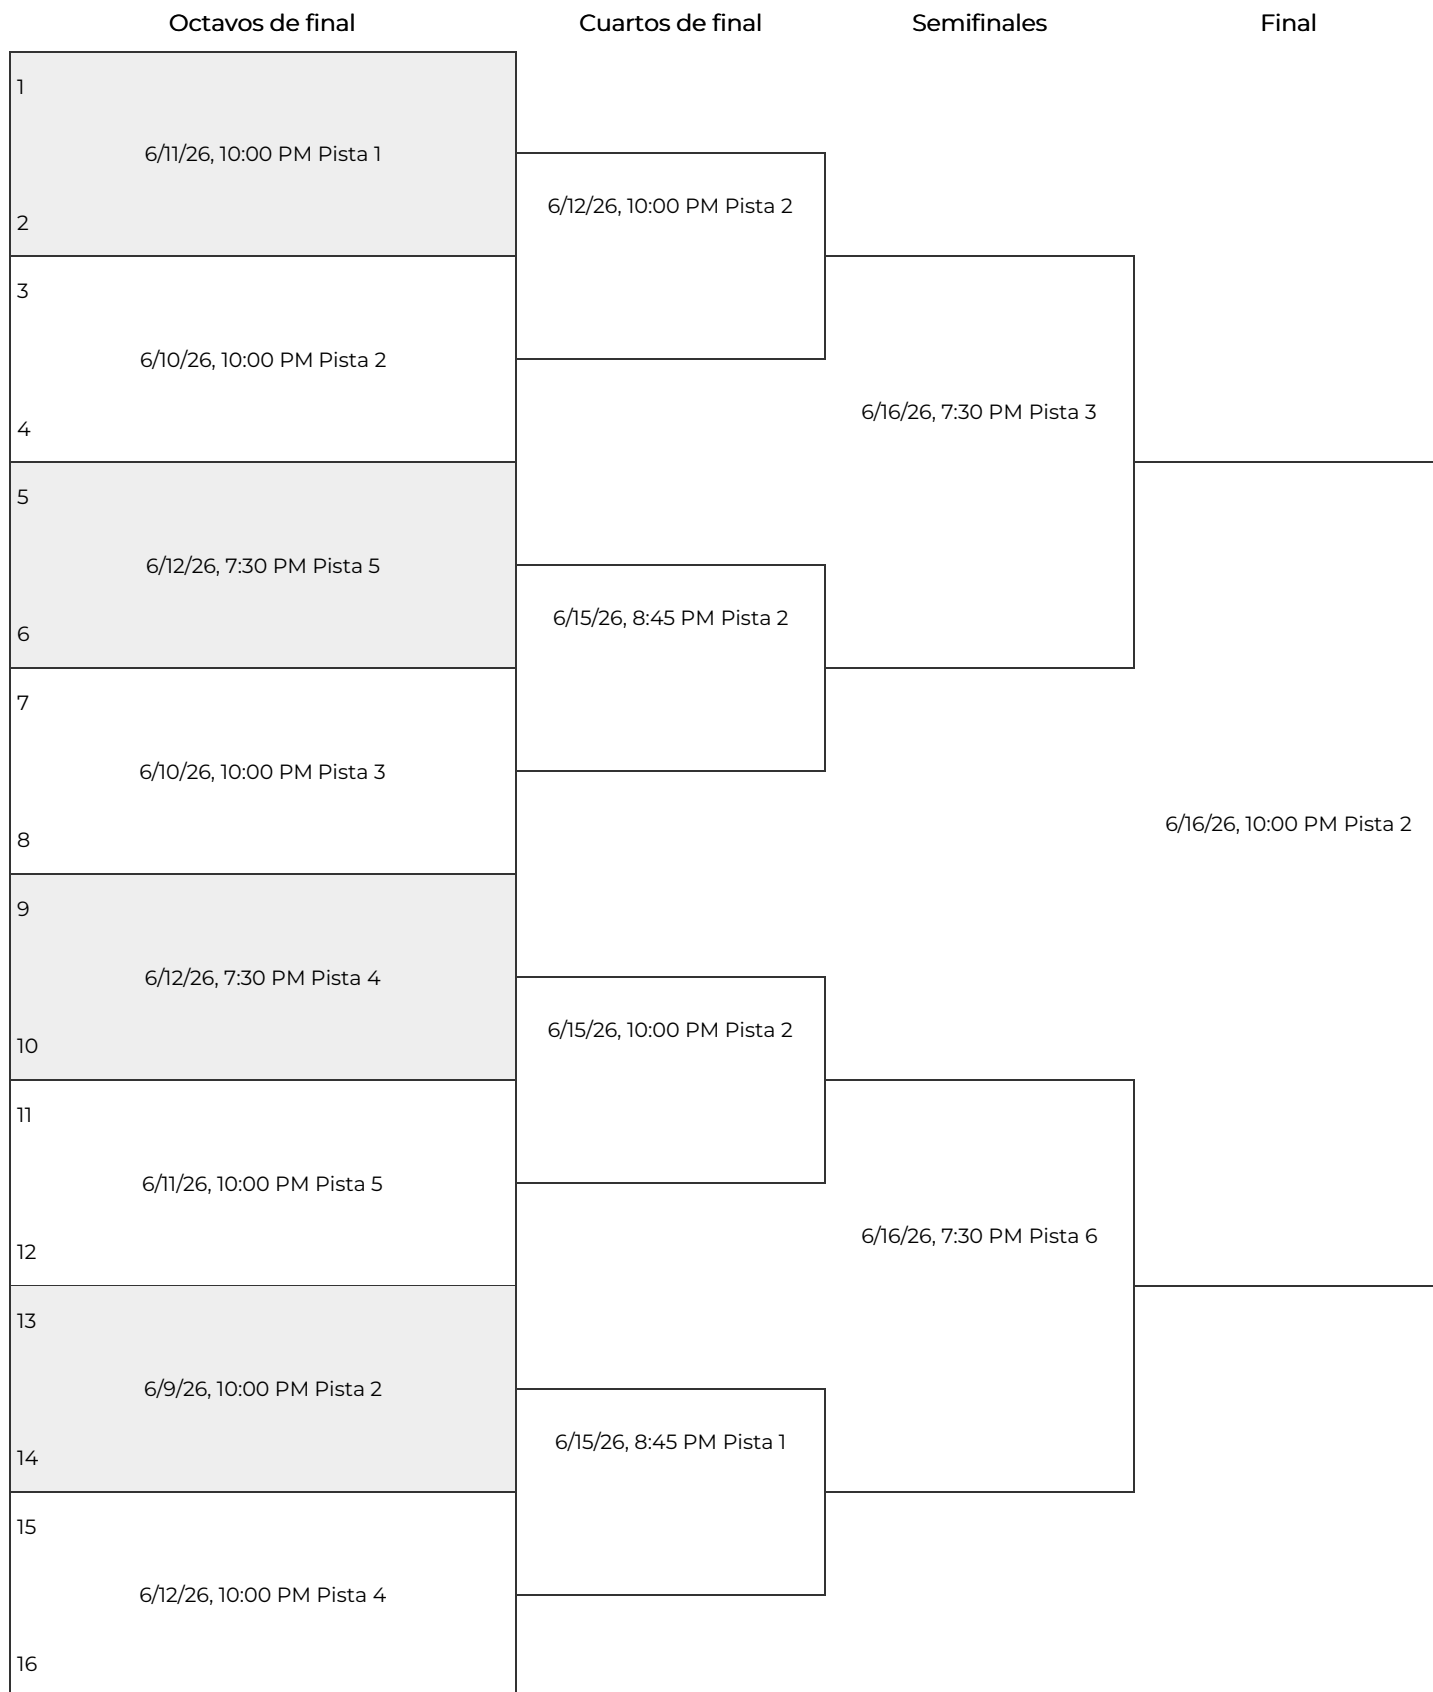 Octavos de final
Cuartos de final
Semifinales
Final
1
6/11/26, 10:00 PM Pista 1
2
3
6/10/26, 10:00 PM Pista 2
4
5
6/12/26, 7:30 PM Pista 5
6
7
6/10/26, 10:00 PM Pista 3
8
9
6/12/26, 7:30 PM Pista 4
10
11
6/11/26, 10:00 PM Pista 5
12
13
6/9/26, 10:00 PM Pista 2
14
15
6/12/26, 10:00 PM Pista 4
16
6/12/26, 10:00 PM Pista 2
6/15/26, 8:45 PM Pista 2
6/15/26, 10:00 PM Pista 2
6/15/26, 8:45 PM Pista 1
6/16/26, 7:30 PM Pista 3
6/16/26, 7:30 PM Pista 6
6/16/26, 10:00 PM Pista 2